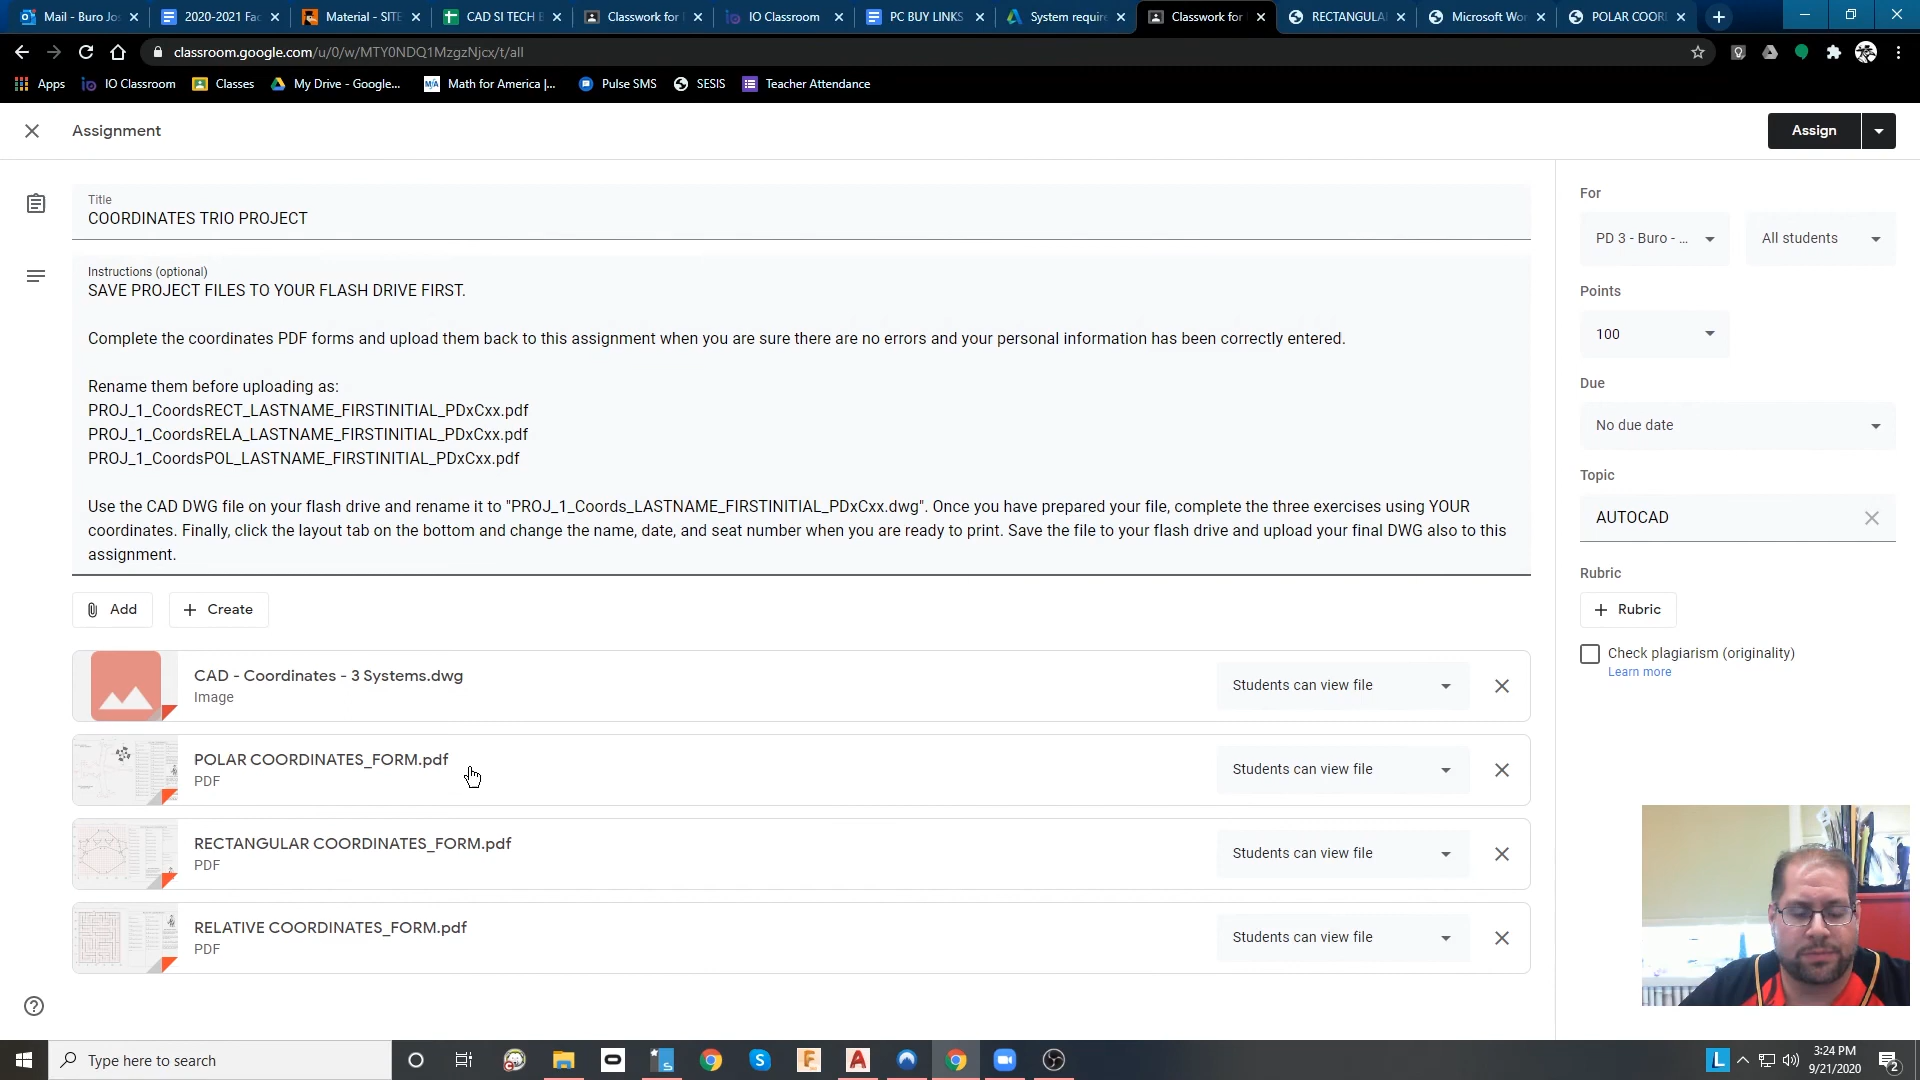 Mail - Buro Jos
2020-2021 Fac
Material - SITE
CAD SI TECH E
Classwork for
IO Classroom
PC BUY LINKS
System require
Classwork for
RECTANGULA
Microsoft Wor
POLAR COOR
classroom.google.com/u/0/w/MTY0NDQ1MzgzNjcx/t/all
Apps
IO Classroom
Classes
My Drive - Google...
Math for America |...
Pulse SMS
SESIS
Teacher Attendance
Assignment
Assign
Title
COORDINATES TRIO PROJECT
Instructions (optional)
SAVE PROJECT FILES TO YOUR FLASH DRIVE FIRST.
Complete the coordinates PDF forms and upload them back to this assignment when you are sure there are no errors and your personal information has been correctly entered.
Rename them before uploading as:
PROJ_1_CoordsRECT_LASTNAME_FIRSTINITIAL_PDxCxx.pdf
PROJ_1_CoordsRELA_LASTNAME_FIRSTINITIAL_PDxCxx.pdf
PROJ_1_CoordsPOL_LASTNAME_FIRSTINITIAL_PDxCxx.pdf
Use the CAD DWG file on your flash drive and rename it to "PROJ_1_Coords_LASTNAME_FIRSTINITIAL_PDxCxx.dwg". Once you have prepared your file, complete the three exercises using YOUR
coordinates. Finally, click the layout tab on the bottom and change the name, date, and seat number when you are ready to print. Save the file to your flash drive and upload your final DWG also to this
assignment.
Add
Create
CAD - Coordinates - 3 Systems.dwg
Image
Students can view file
POLAR COORDINATES_FORM.pdf
PDF
Students can view file
RECTANGULAR COORDINATES_FORM.pdf
PDF
Students can view file
RELATIVE COORDINATES_FORM.pdf
PDF
Students can view file
For
PD 3 - Buro - ...
All students
Points
100
Due
No due date
Topic
AUTOCAD
Rubric
Rubric
Check plagiarism (originality)
Learn more
Type here to search
3:24 PM
9/21/2020
2